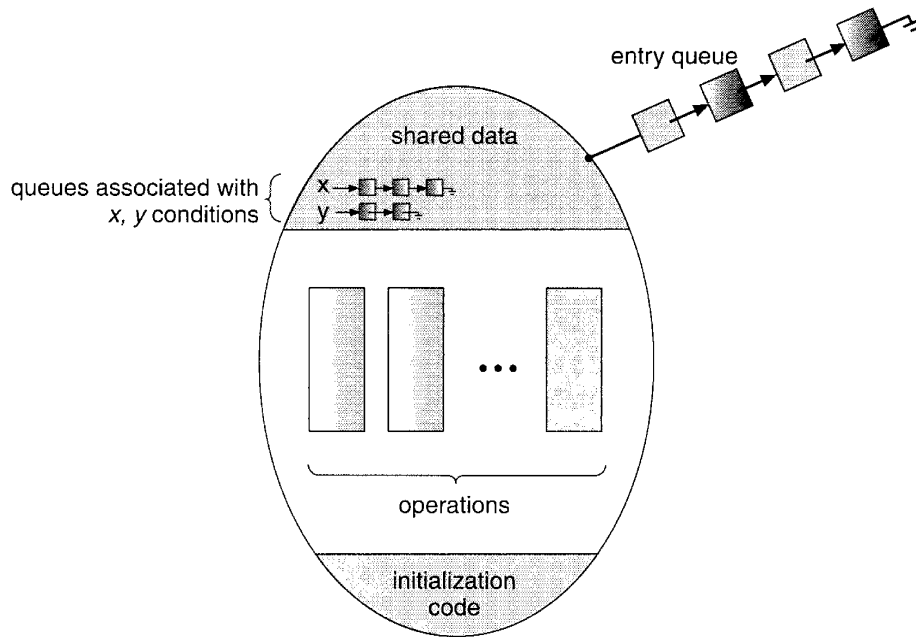 entry queue
shared data
queues associated with
x, y conditions
x
y
operations
initialization
code